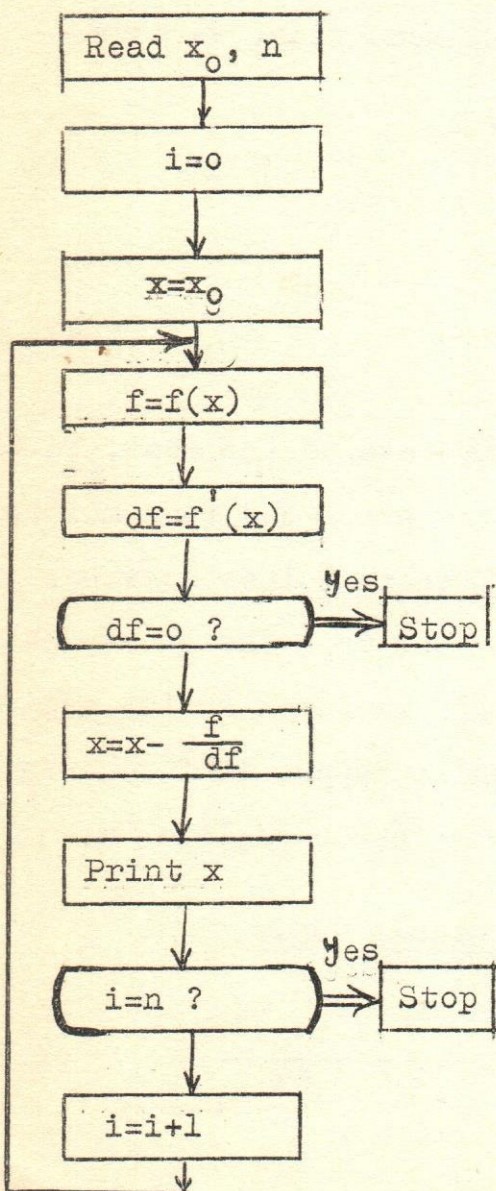 Read x₀, n
i=o
x=x₀
f=f(x)
df=f'(x)
yes
df=o ?
Stop
x=x- f/df
Print x
yes
i=n ?
Stop
i=i+1